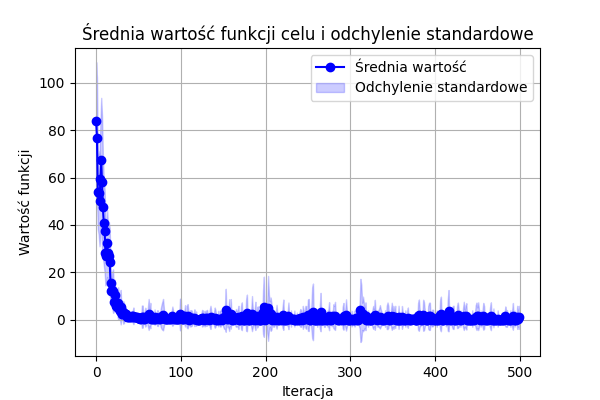 Średnia wartość funkcji celu i odchylenie standardowe
Średnia wartość
Odchylenie standardowe
Wartość funkcji
100
80
60
40
20
0
0 100 200 300 400 500
Iteracja